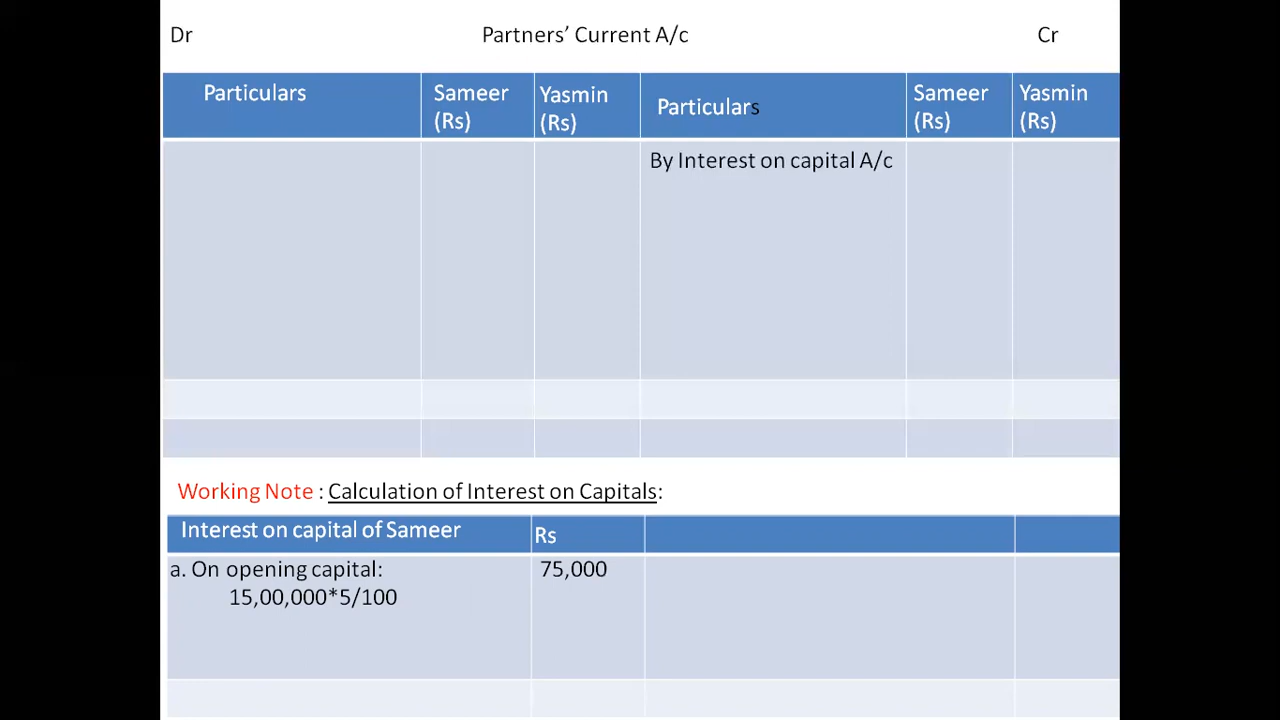 Dr Partners’ Current A/c Cr
Particulars Sameer (Rs) Yasmin (Rs) Particulars Sameer (Rs) Yasmin (Rs)
By Interest on capital A/c
Working Note : Calculation of Interest on Capitals:
Interest on capital of Sameer Rs
a. On opening capital: 75,000
15,00,000*5/100